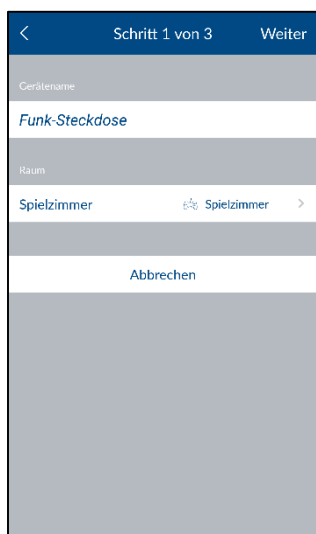 Schritt 1 von 3 Weiter
Gerätename
Funk-Steckdose
Raum
Spielzimmer Spielzimmer
Abbrechen